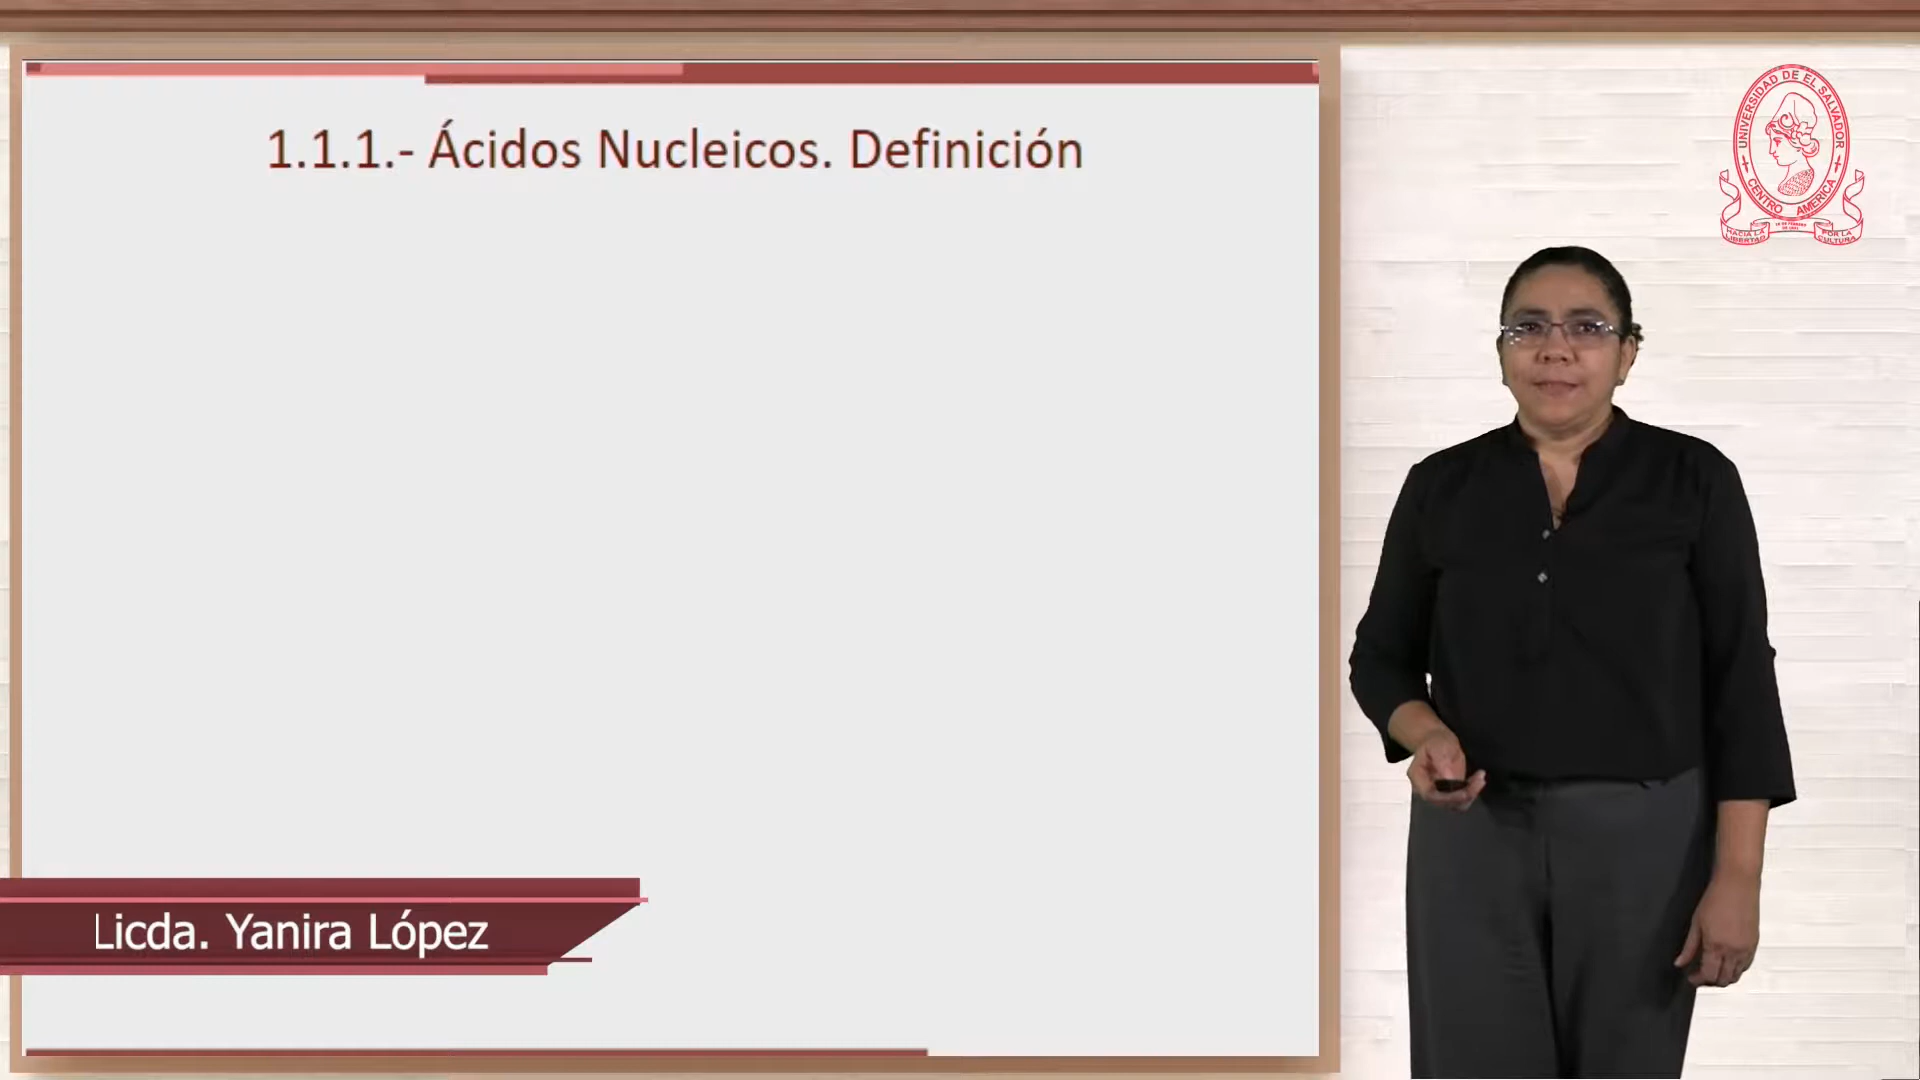 1.1.1.- Ácidos Nucleicos. Definición
UNIVERSIDAD DE EL SALVADOR
CENTRO AMERICA
HACIA LA LIBERTAD
POR LA CULTURA
Licda. Yanira López